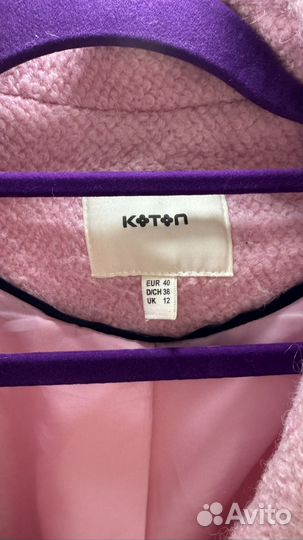 KOTON
EUR 40
D/CH 38
UK 12
Avito